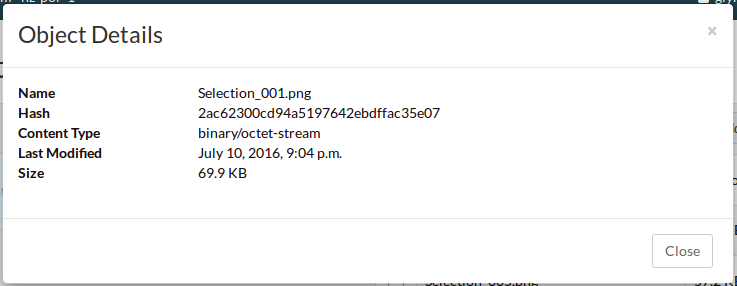 Object Details
×
Name Selection_001.png
Hash 2ac62300cd94a5197642ebdffac35e07
Content Type binary/octet-stream
Last Modified July 10, 2016, 9:04 p.m.
Size 69.9 KB
Close